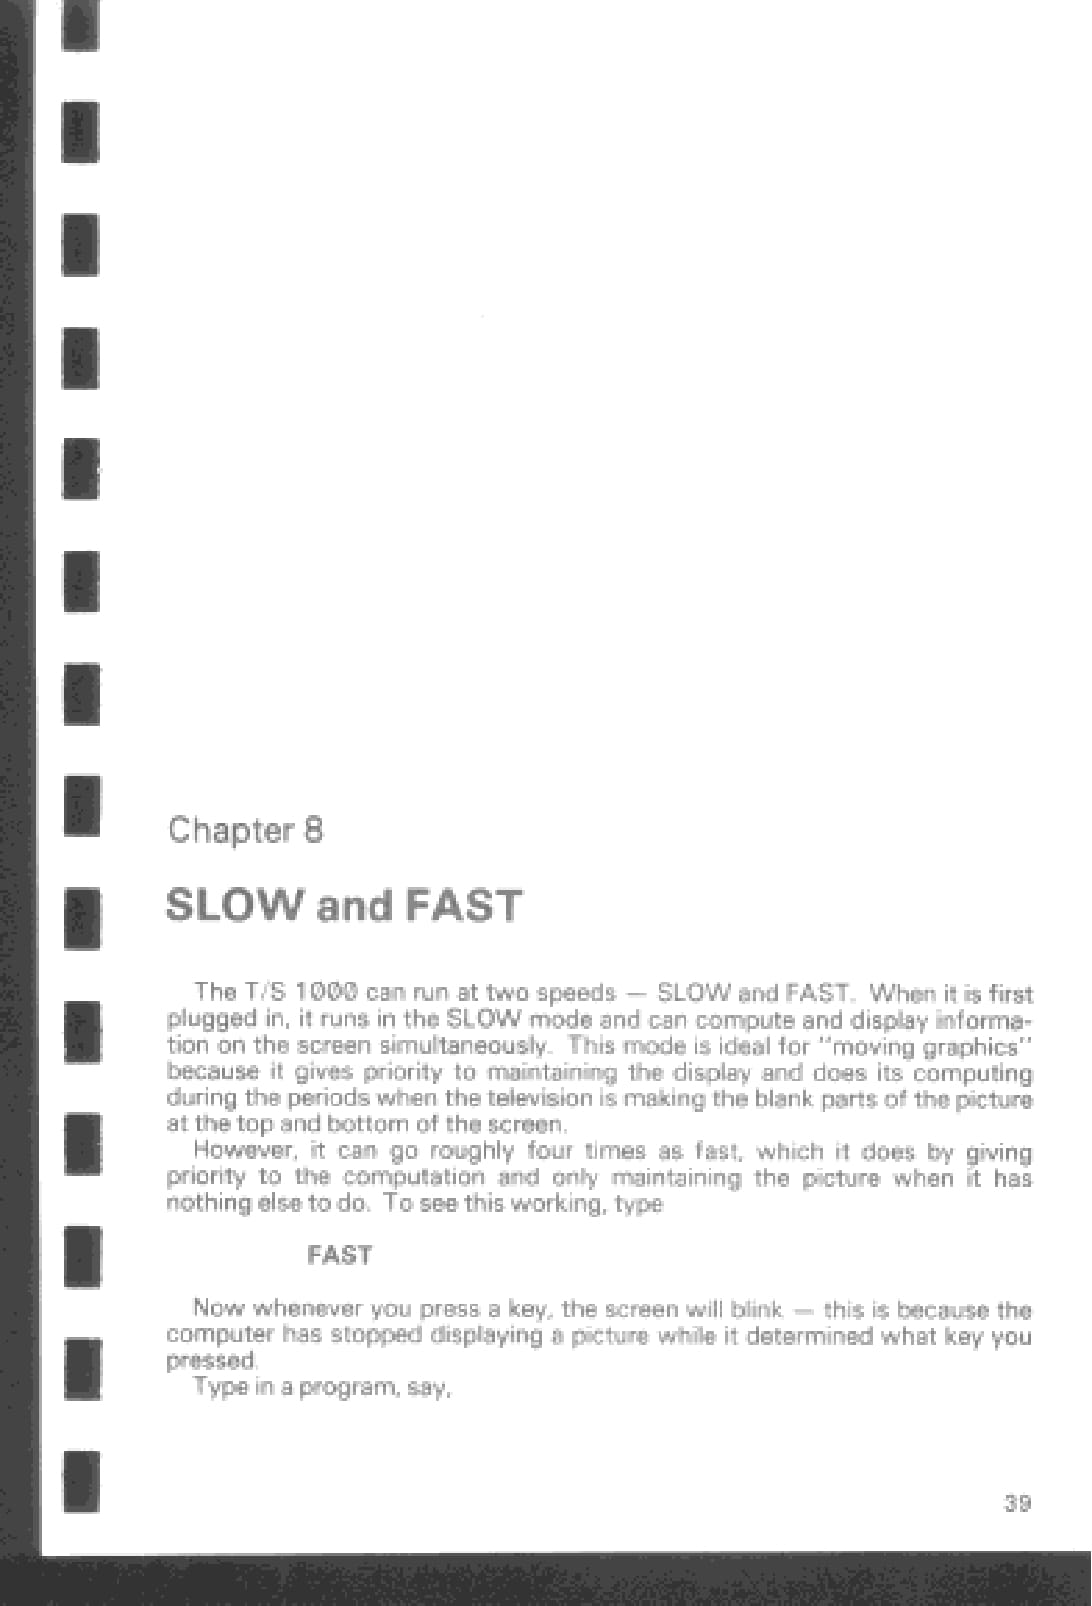 Chapter 8
SLOW and FAST
The T/S 1000 can run at two speeds — SLOW and FAST. When it is first
plugged in, it runs in the SLOW mode and can compute and display informa-
tion on the screen simultaneously. This mode is ideal for "moving graphics"
because it gives priority to maintaining the display and does its computing
during the periods when the television is making the blank parts of the picture
at the top and bottom of the screen.
However, it can go roughly four times as fast, which it does by giving
priority to the computation and only maintaining the picture when it has
nothing else to do. To see this working, type
FAST
Now whenever you press a key, the screen will blink — this is because the
computer has stopped displaying a picture while it determined what key you
pressed.
Type in a program, say,
39